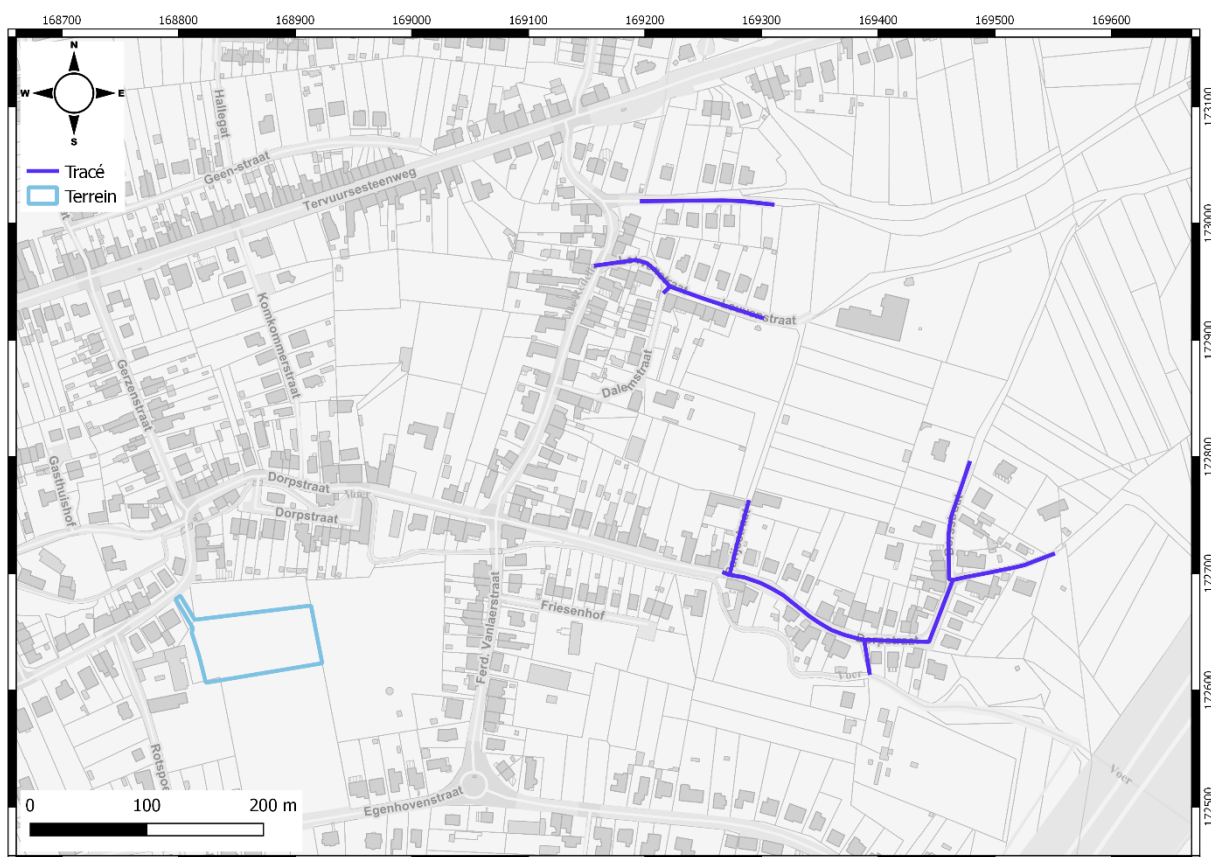 168700 168800 168900 169000 169100 169200 169300 169400 169500 169600
N
W E
S
Tracé
Terrein
Hallegat
Geen-straat
Tervuursesteenweg
173100
173000
Komkommerstraat
Gerzenstraat
Leuvenstraat
172900
Dalemstraat
Gasthuishof
172800
Dorpstraat
Dorpstraat
172700
Friesenhof
Ferd. Vanlaerstraat
Dorpstraat
Voer
172600
Voer
Egenhovenstraat
172500
0 100 200 m